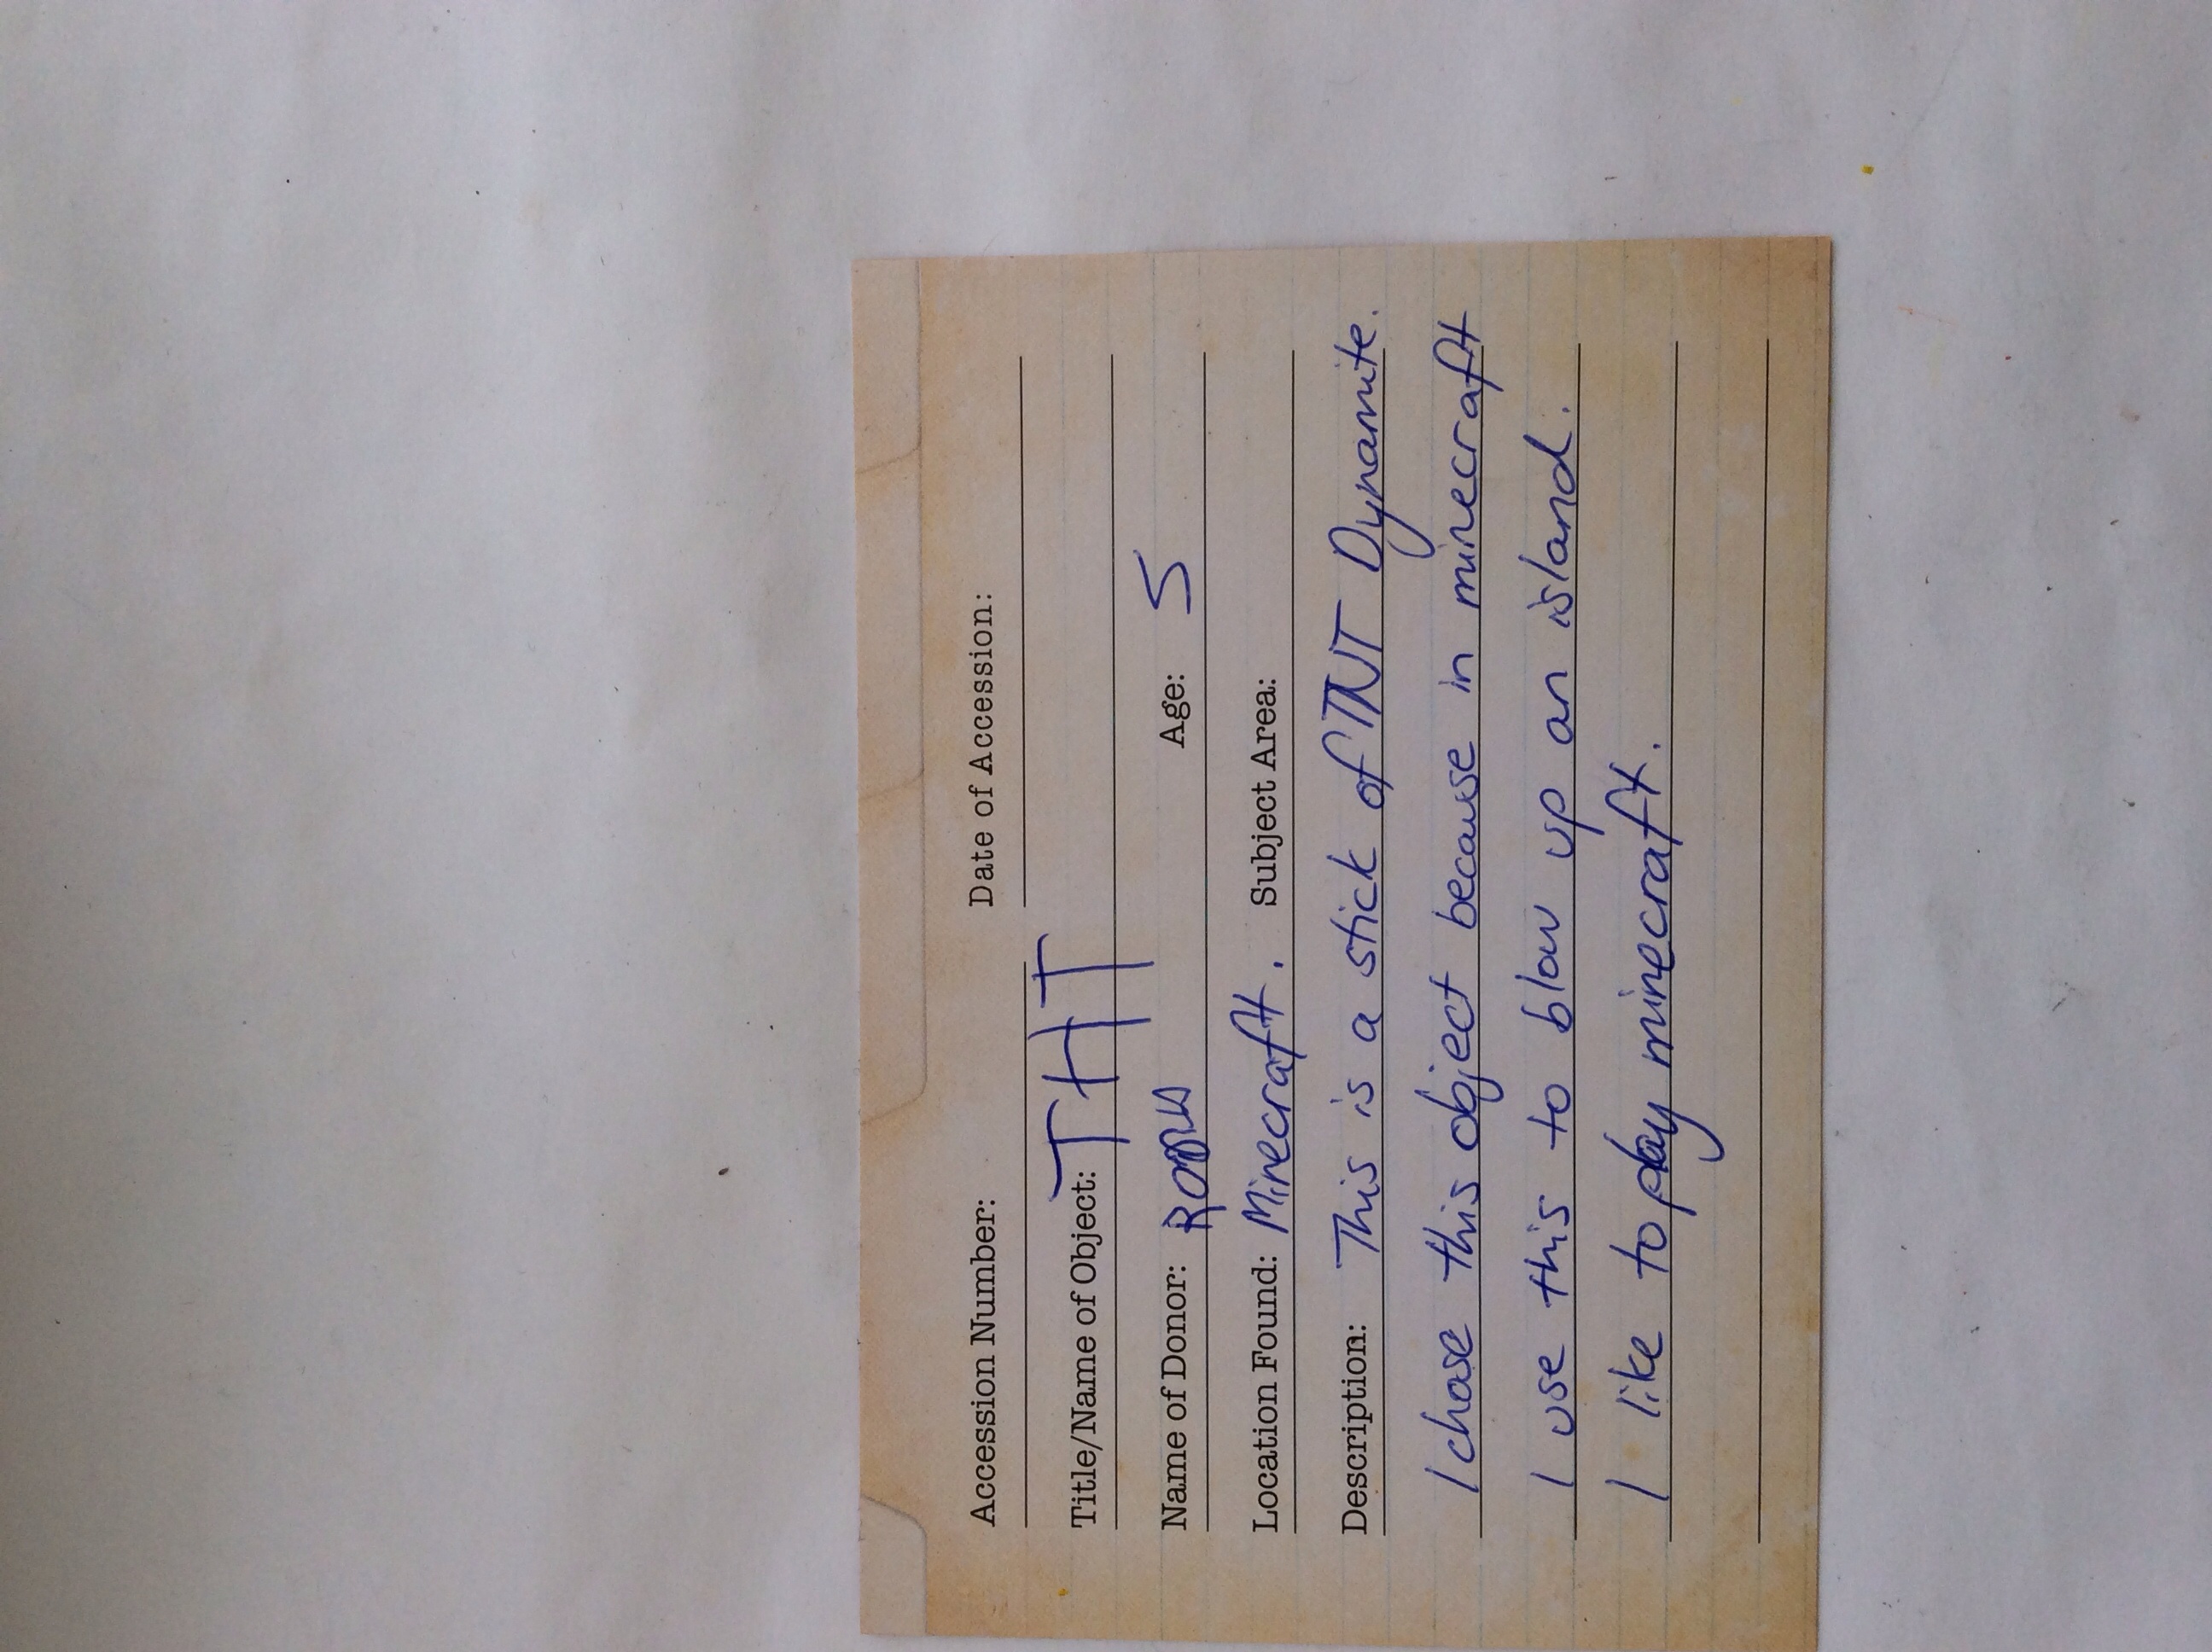 Accession Number: Date of Accession:
Title/Name of Object: THT
Name of Donor: Age: 5
Location Found: Minecraft. Subject Area:
Description: This is a stick of TNT Dynamite.
I chose this object because in minecraft
I use this to blow up an island.
I like to play minecraft.